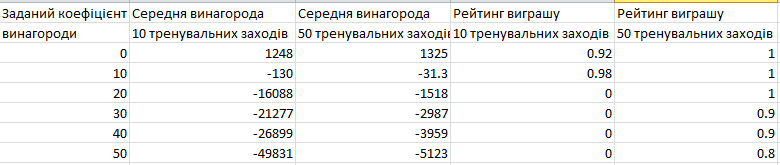 Заданий коефіцієнт Середня винагорода Середня винагорода Рейтинг виграшу Рейтинг виграшу
винагороди 10 тренувальних заходів 50 тренувальних заходів 10 тренувальних заходів 50 тренувальних заходів
0 1248 1325 0.92 1
10 -130 -31.3 0.98 1
20 -16088 -1518 0 1
30 -21277 -2987 0 0.9
40 -26899 -3959 0 0.9
50 -49831 -5123 0 0.8